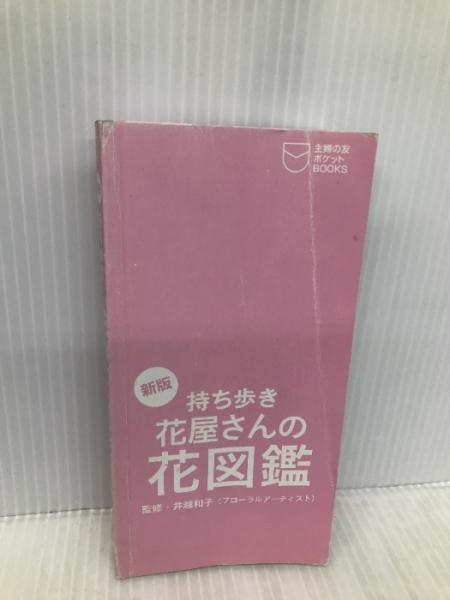 主婦の友
ポケット
BOOKS
新版
持ち歩き
花屋さんの
花図鑑
監修・井越和子（フローラルアーティスト）